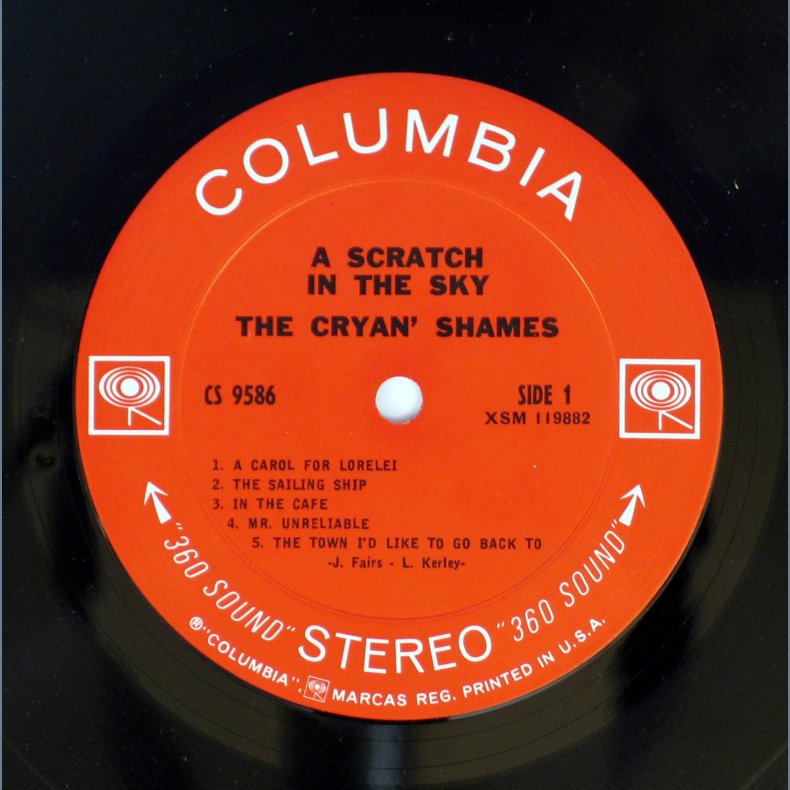 COLUMBIA
A SCRATCH
IN THE SKY
THE CRYAN' SHAMES
CS 9586
SIDE 1
XSM 119882
1. A CAROL FOR LORELEI
2. THE SAILING SHIP
3. IN THE CAFE
4. MR. UNRELIABLE
5. THE TOWN I'D LIKE TO GO BACK TO
-J. Fairs - L. Kerley-
"360 SOUND" STEREO "360 SOUND"
®"COLUMBIA", MARCAS REG. PRINTED IN U.S.A.